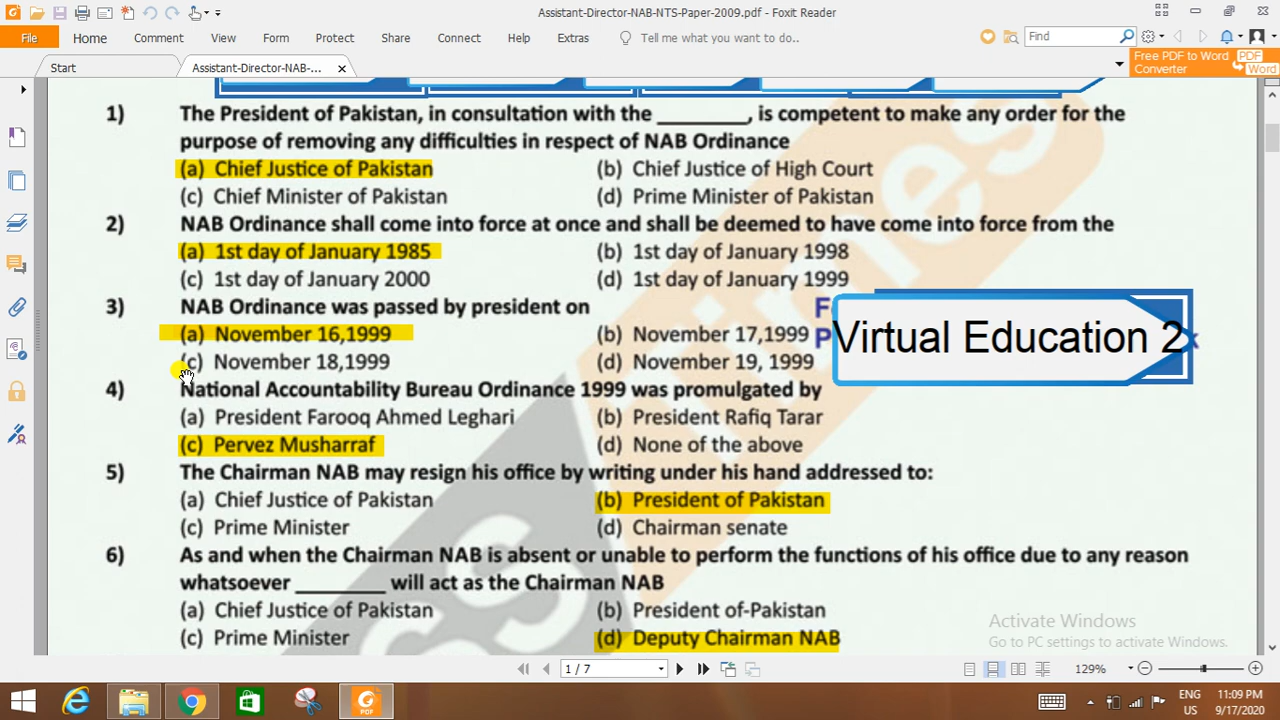 Assistant-Director-NAB-NTS-Paper-2009.pdf - Foxit Reader
File Home Comment View Form Protect Share Connect Help Extras Tell me what you want to do.. Find
Free PDF to Word Converter PDF Word
Start Assistant-Director-NAB-...
1) The President of Pakistan, in consultation with the ________, is competent to make any order for the
purpose of removing any difficulties in respect of NAB Ordinance
(a) Chief Justice of Pakistan (b) Chief Justice of High Court
(c) Chief Minister of Pakistan (d) Prime Minister of Pakistan
2) NAB Ordinance shall come into force at once and shall be deemed to have come into force from the
(a) 1st day of January 1985 (b) 1st day of January 1998
(c) 1st day of January 2000 (d) 1st day of January 1999
3) NAB Ordinance was passed by president on
(a) November 16,1999 (b) November 17,1999
Virtual Education 2
(c) November 18,1999 (d) November 19, 1999
4) National Accountability Bureau Ordinance 1999 was promulgated by
(a) President Farooq Ahmed Leghari (b) President Rafiq Tarar
(c) Pervez Musharraf (d) None of the above
5) The Chairman NAB may resign his office by writing under his hand addressed to:
(a) Chief Justice of Pakistan (b) President of Pakistan
(c) Prime Minister (d) Chairman senate
6) As and when the Chairman NAB is absent or unable to perform the functions of his office due to any reason
whatsoever ________ will act as the Chairman NAB
(a) Chief Justice of Pakistan (b) President of-Pakistan
(c) Prime Minister (d) Deputy Chairman NAB
Activate Windows
Go to PC settings to activate Windows.
1 / 7 129%
ENG 11:09 PM
US 9/17/2020